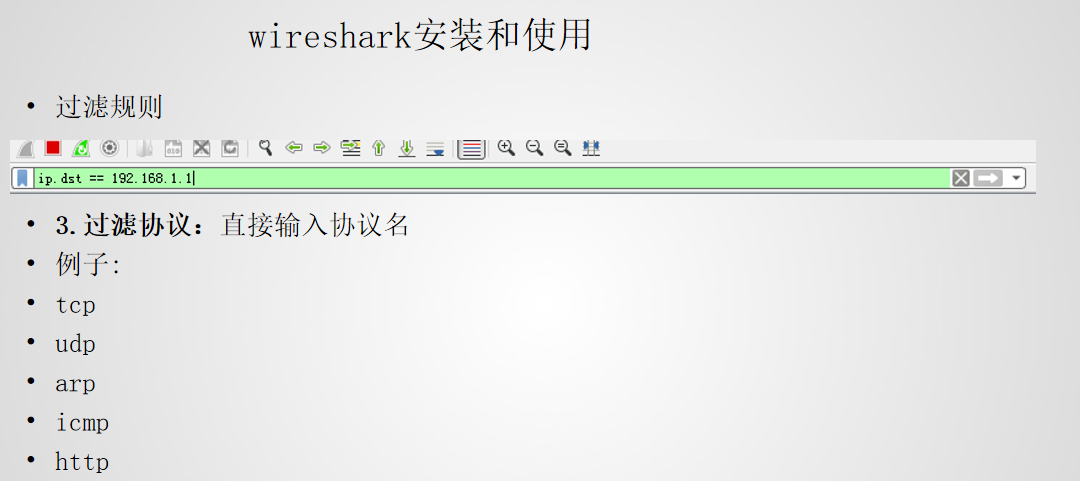 wireshark安装和使用
• 过滤规则
ip.dst == 192.168.1.1
• 3.过滤协议：直接输入协议名
• 例子:
• tcp
• udp
• arp
• icmp
• http